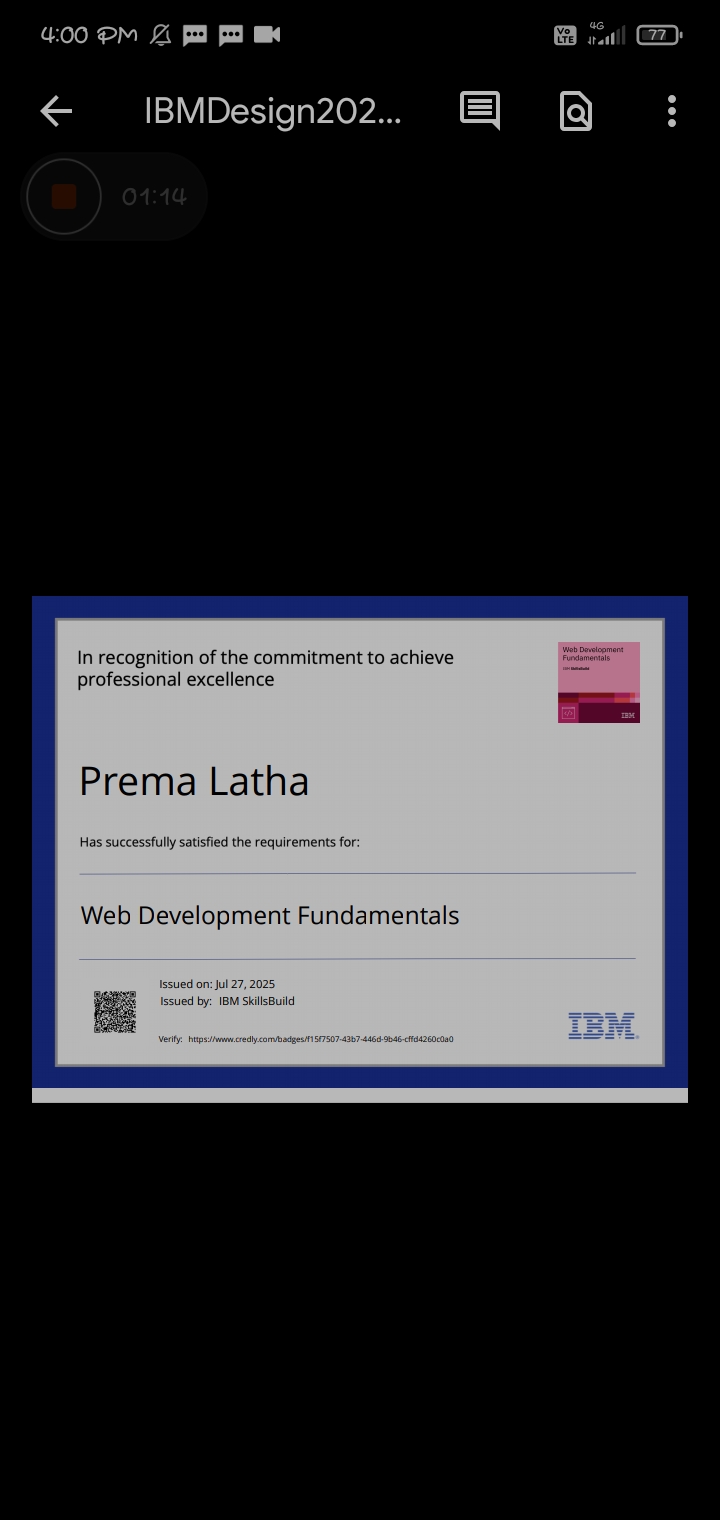 4:00 PM
Vo LTE 4G 77
IBMDesign202...
01:14
In recognition of the commitment to achieve
professional excellence
Web Development
Fundamentals
IBM SkillsBuild
</>
IBM
Prema Latha
Has successfully satisfied the requirements for:
Web Development Fundamentals
Issued on: Jul 27, 2025
Issued by: IBM SkillsBuild
Verify: https://www.credly.com/badges/f15f7507-43b7-446d-9b46-cffd4260c0a0
IBM